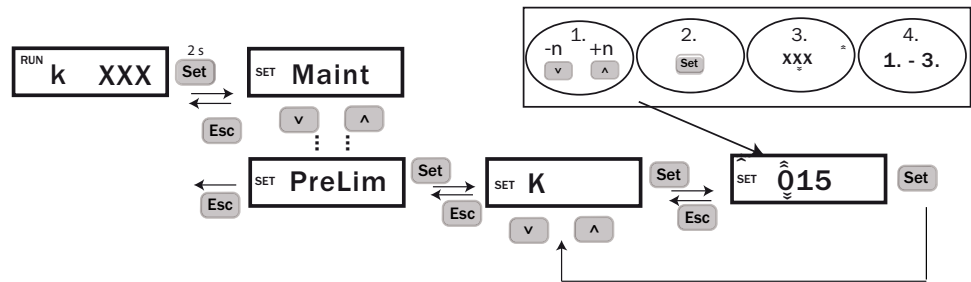 1.
-n +n
v ʌ
2.
Set
3.
xxx
4.
1. - 3.
RUN k XXX
2 s
Set
Esc
SET Maint
v ʌ
SET PreLim
Esc
Set
Esc
SET K
v ʌ
Set
Esc
SET 015
Set